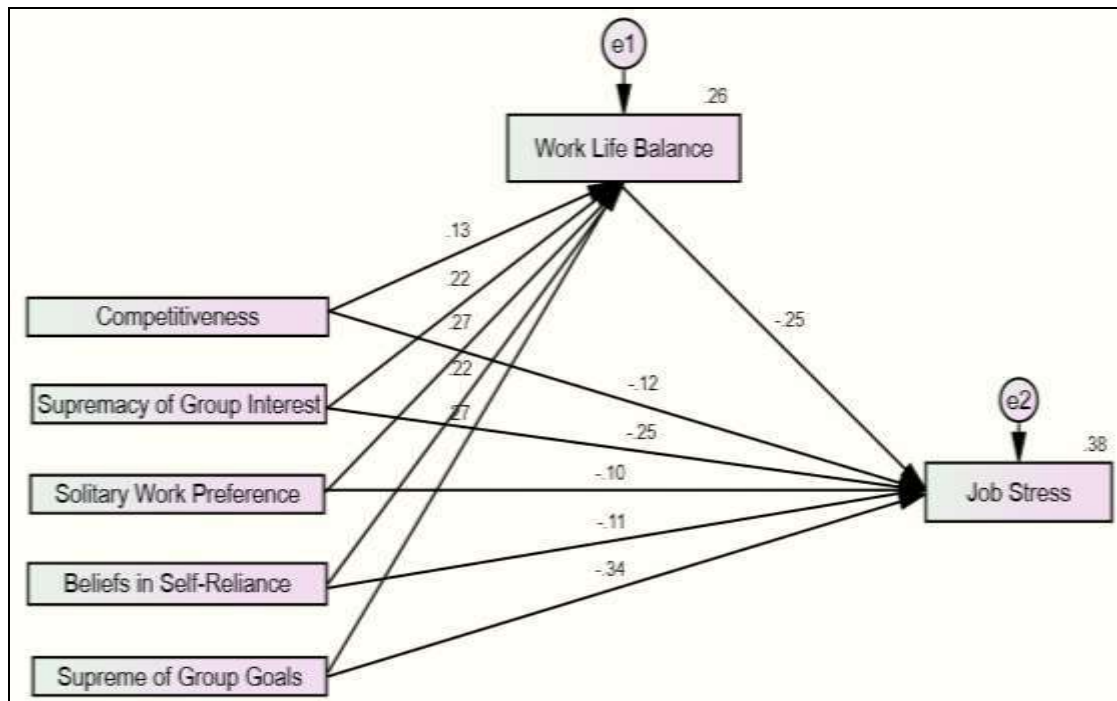 e1
.26
Work Life Balance
.13
.22
Competitiveness
.27
-.25
.22
-.12
Supremacy of Group Interest
.27
-.25
e2
.38
-.10
Solitary Work Preference
Job Stress
-.11
Beliefs in Self-Reliance
-.34
Supreme of Group Goals